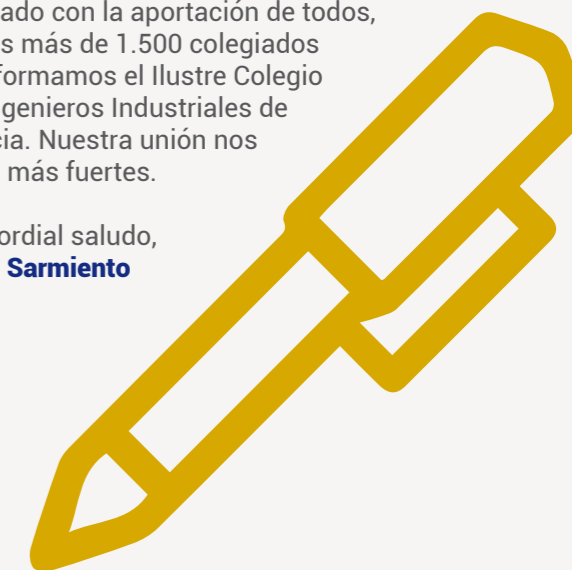 ado con la aportación de todos,
s más de 1.500 colegiados
formamos el Ilustre Colegio
genieros Industriales de
cia. Nuestra unión nos
más fuertes.
ordial saludo,
Sarmiento